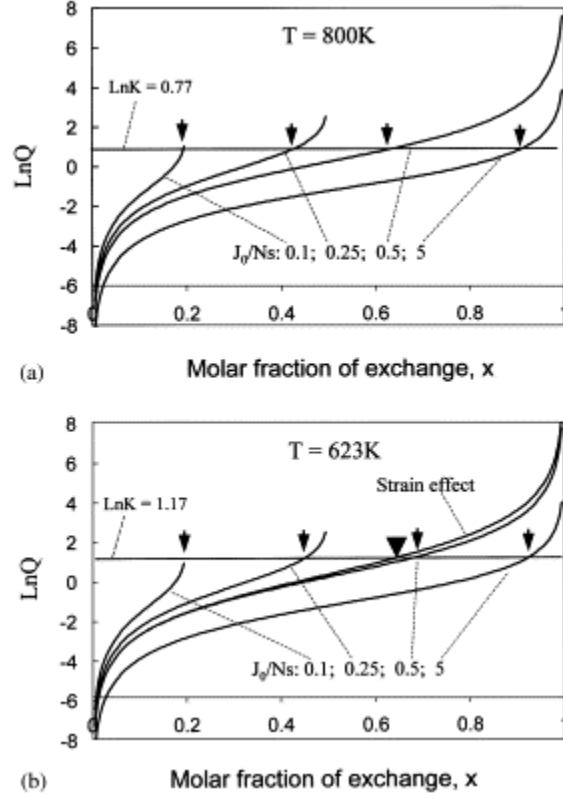 8
T = 800K
6
4
LnK = 0.77
2
LnQ
0
-2
-4
J₀/Ns: 0.1; 0.25; 0.5; 5
-6
-8
0 0.2 0.4 0.6 0.8 1
(a) Molar fraction of exchange, x
8
T = 623K
6
Strain effect
LnK = 1.17
4
2
LnQ
0
-2
-4
J₀/Ns: 0.1; 0.25; 0.5; 5
-6
-8
0 0.2 0.4 0.6 0.8 1
(b) Molar fraction of exchange, x